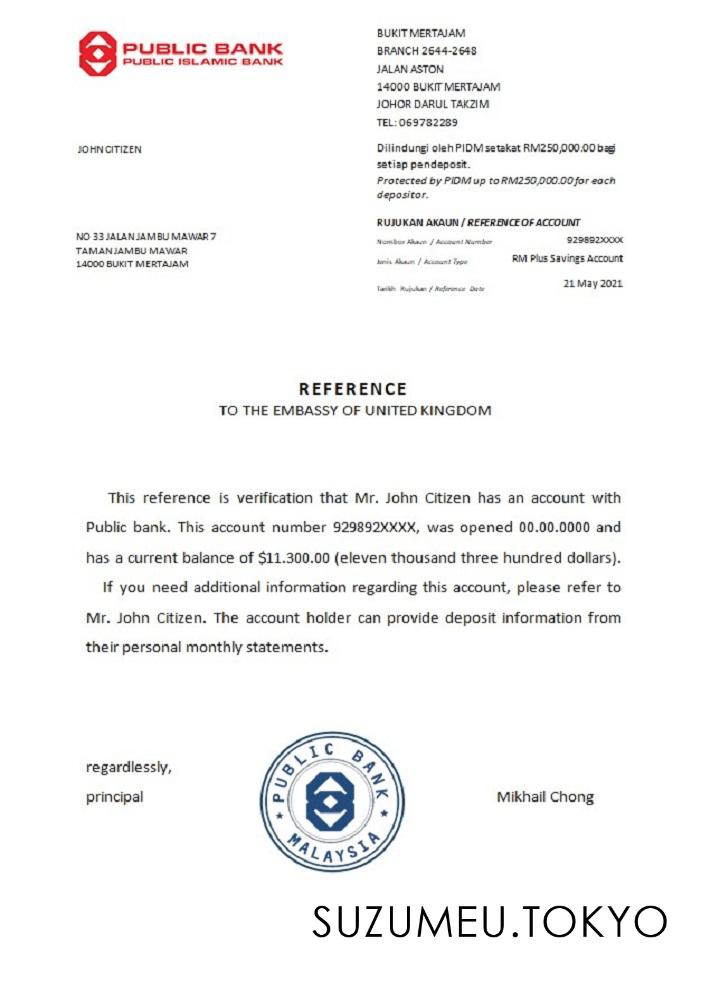 PUBLIC BANK
PUBLIC ISLAMIC BANK
BUKIT MERTAJAM
BRANCH 2644-2648
JALAN ASTON
14000 BUKIT MERTAJAM
JOHOR DARUL TAKZIM
TEL: 069782289
JOHN CITIZEN
Dilindungi oleh PIDM setakat RM250,000.00 bagi
setiap pendeposit.
Protected by PIDM up to RM250,000.00 for each
depositor.
RUJUKAN AKAUN / REFERENCE OF ACCOUNT
NO 33 JALAN JAMBU MAWAR 7
TAMAN JAMBU MAWAR
14000 BUKIT MERTAJAM
Nombor Akaun / Account Number 929892XXXX
Jenis Akaun / Account Type RM Plus Savings Account
Tarikh Rujukan / Reference Date 21 May 2021
REFERENCE
TO THE EMBASSY OF UNITED KINGDOM
This reference is verification that Mr. John Citizen has an account with
Public bank. This account number 929892XXXX, was opened 00.00.0000 and
has a current balance of $11.300.00 (eleven thousand three hundred dollars).
If you need additional information regarding this account, please refer to
Mr. John Citizen. The account holder can provide deposit information from
their personal monthly statements.
regardlessly,
principal
PUBLIC BANK
MALAYSIA
Mikhail Chong
SUZUMEU.TOKYO